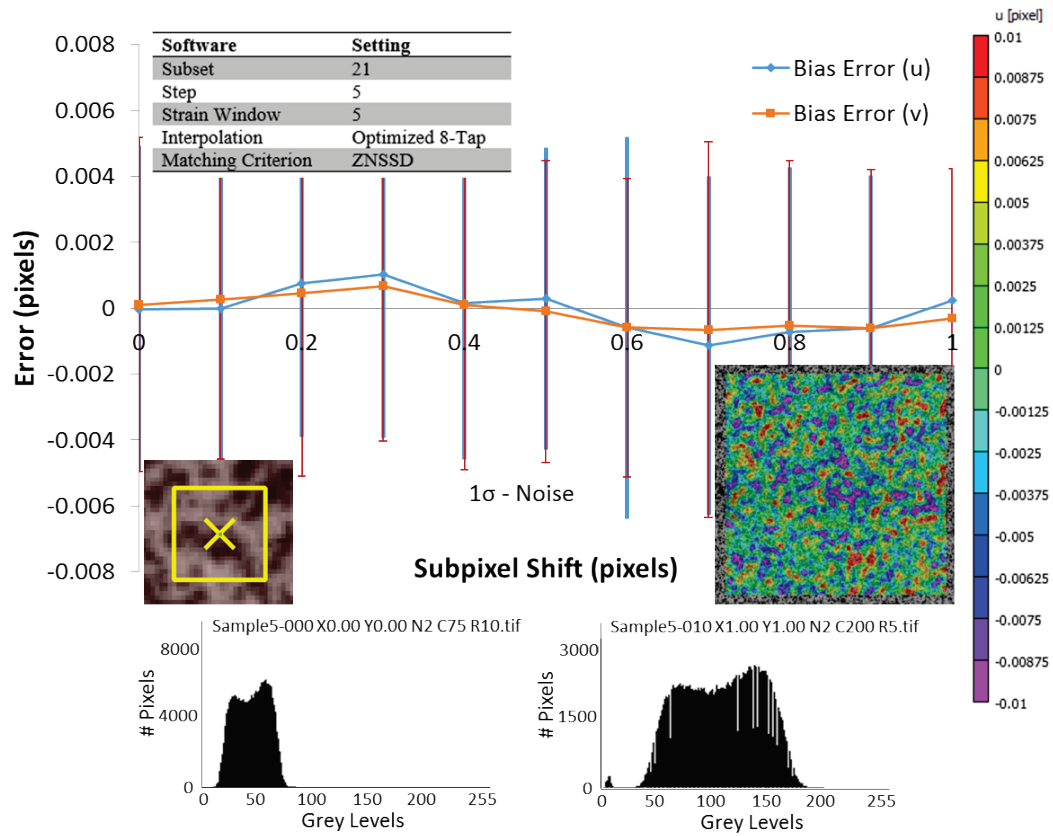 u [pixel]
0.01
0.00875
0.0075
0.00625
0.005
0.00375
0.0025
0.00125
0
-0.00125
-0.0025
-0.00375
-0.005
-0.00625
-0.0075
-0.00875
-0.01
Software Setting
Subset 21
Step 5
Strain Window 5
Interpolation Optimized 8-Tap
Matching Criterion ZNSSD
Bias Error (u)
Bias Error (v)
Error (pixels)
0.008
0.006
0.004
0.002
0
-0.002
-0.004
-0.006
-0.008
0 0.2 0.4 0.6 0.8 1
1σ - Noise
Subpixel Shift (pixels)
Sample5-000 X0.00 Y0.00 N2 C75 R10.tif
# Pixels
8000
4000
0
0 50 100 150 200 255
Grey Levels
Sample5-010 X1.00 Y1.00 N2 C200 R5.tif
# Pixels
3000
1500
0
0 50 100 150 200 255
Grey Levels